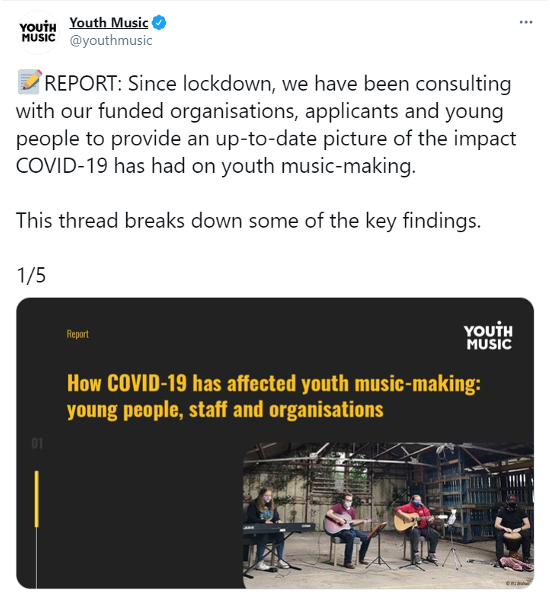 YOUTH
MUSIC
Youth Music
@youthmusic
REPORT: Since lockdown, we have been consulting
with our funded organisations, applicants and young
people to provide an up-to-date picture of the impact
COVID-19 has had on youth music-making.
This thread breaks down some of the key findings.
1/5
Report
YOUTH
MUSIC
How COVID-19 has affected youth music-making:
young people, staff and organisations
01